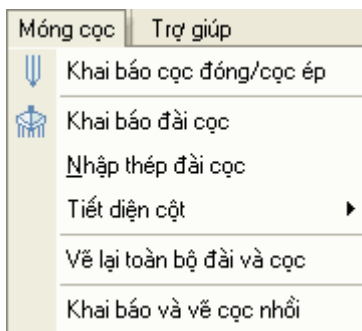 Móng cọc Trợ giúp
Khai báo cọc đóng/cọc ép
Khai báo đài cọc
Nhập thép đài cọc
Tiết diện cột
Vẽ lại toàn bộ đài và cọc
Khai báo và vẽ cọc nhồi